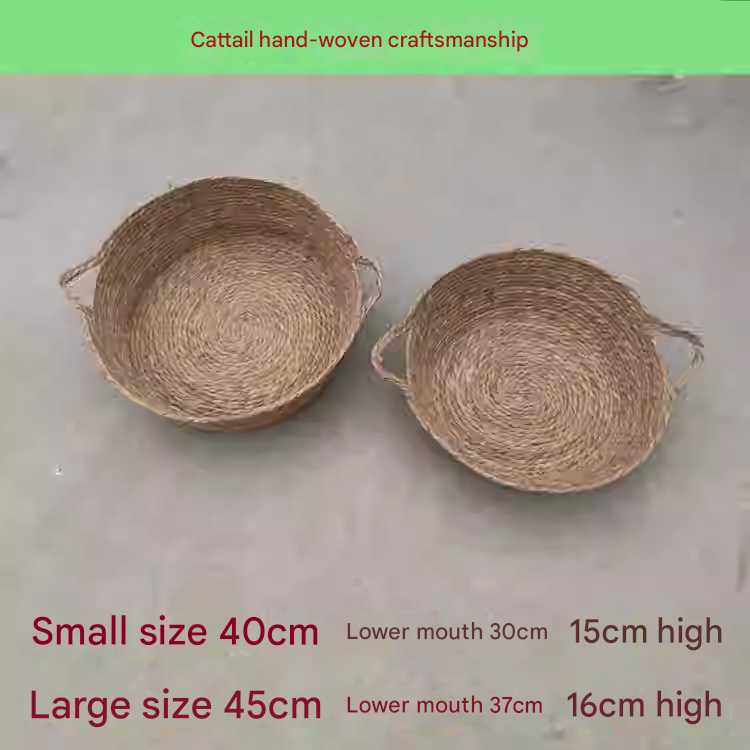 Cattail hand-woven craftsmanship
Small size 40cm Lower mouth 30cm 15cm high
Large size 45cm Lower mouth 37cm 16cm high